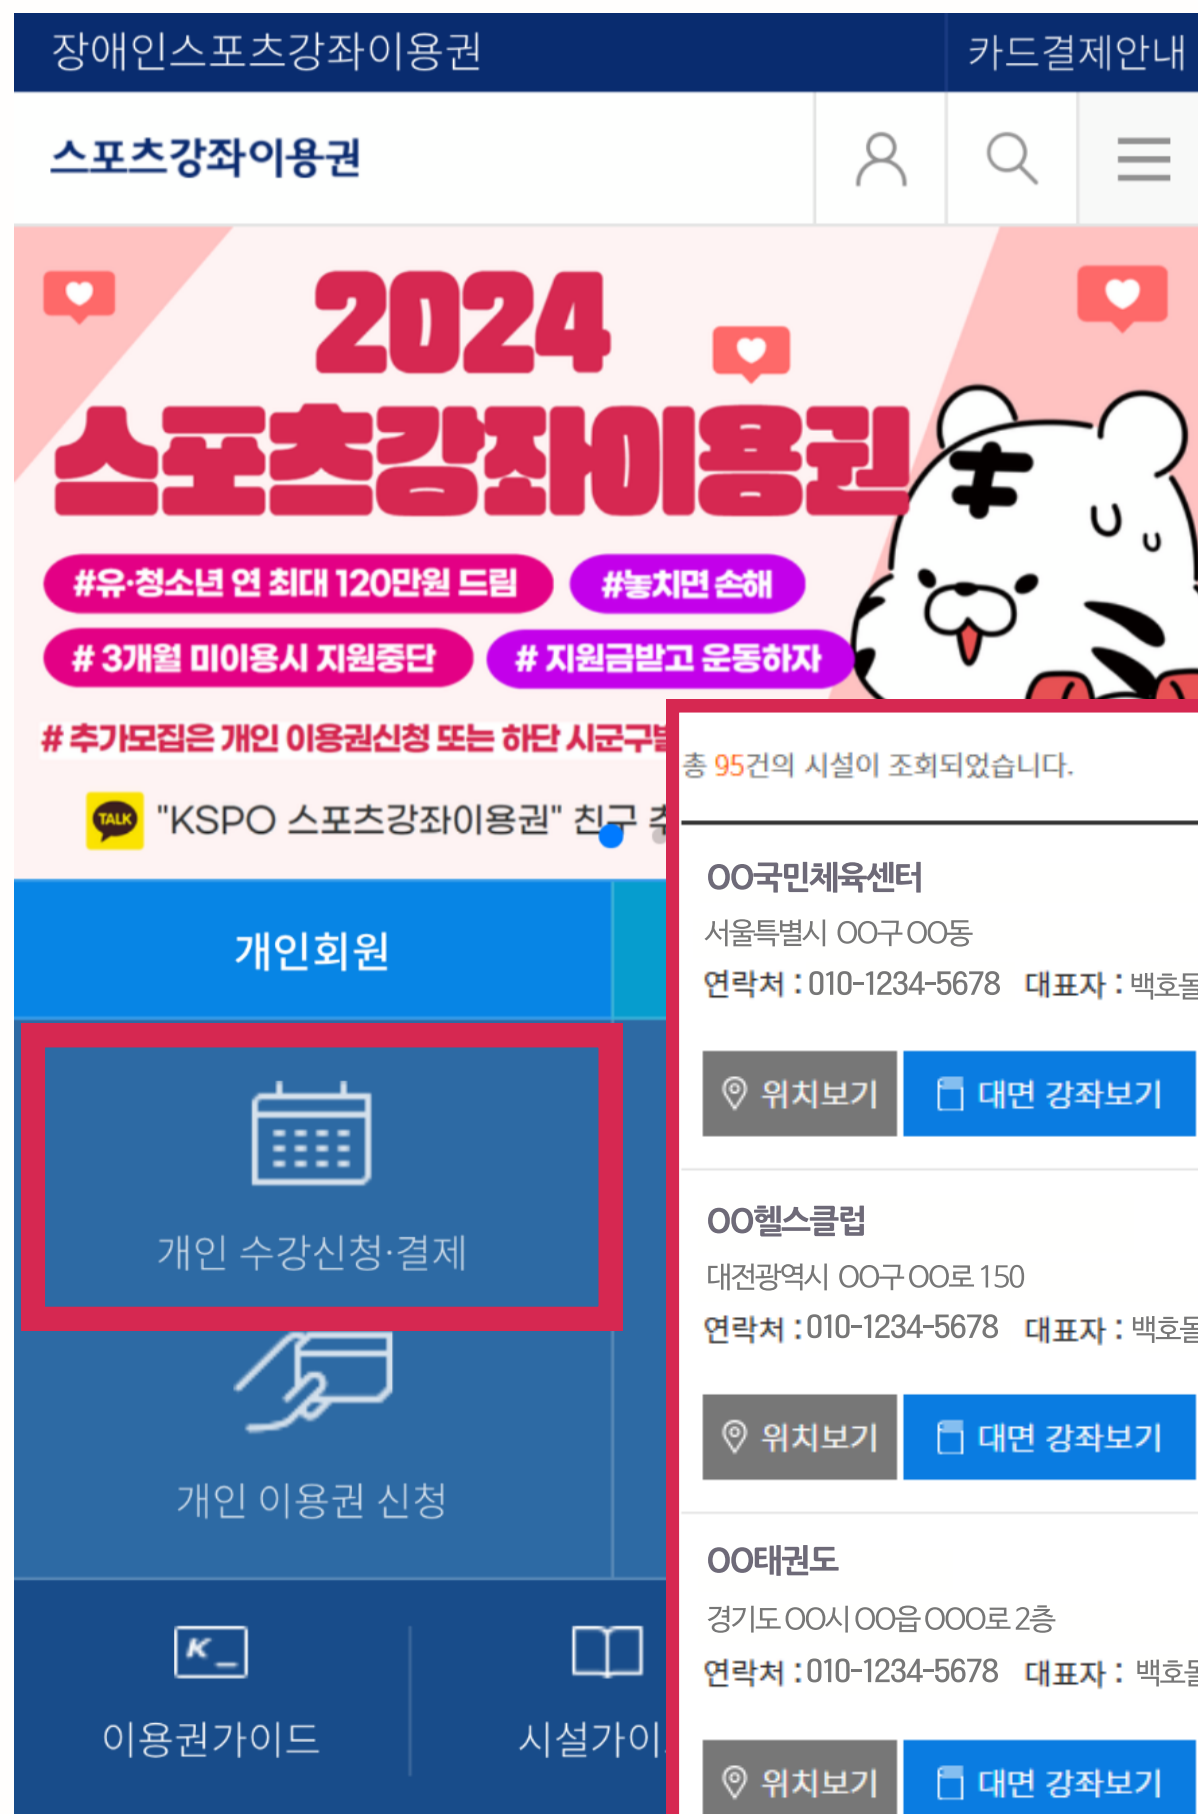 장애인스포츠강좌이용권
카드결제안내
스포츠강좌이용권
2024
스포츠강좌이용권
#유·청소년 연 최대 120만원 드림
#놓치면 손해
# 3개월 미이용시 지원중단
# 지원금받고 운동하자
# 추가모집은 개인 이용권신청 또는 하단 시군구별
TALK "KSPO 스포츠강좌이용권" 친구
개인회원
개인 수강신청·결제
개인 이용권 신청
이용권가이드
시설가이
총 95건의 시설이 조회되었습니다.
OO국민체육센터
서울특별시 OO구 OO동
연락처 : 010-1234-5678 대표자 : 백호돌
위치보기
대면 강좌보기
OO헬스클럽
대전광역시 OO구 OO로 150
연락처 : 010-1234-5678 대표자 : 백호돌
위치보기
대면 강좌보기
OO태권도
경기도 OO시 OO읍 OOO로 2층
연락처 : 010-1234-5678 대표자 : 백호돌
위치보기
대면 강좌보기